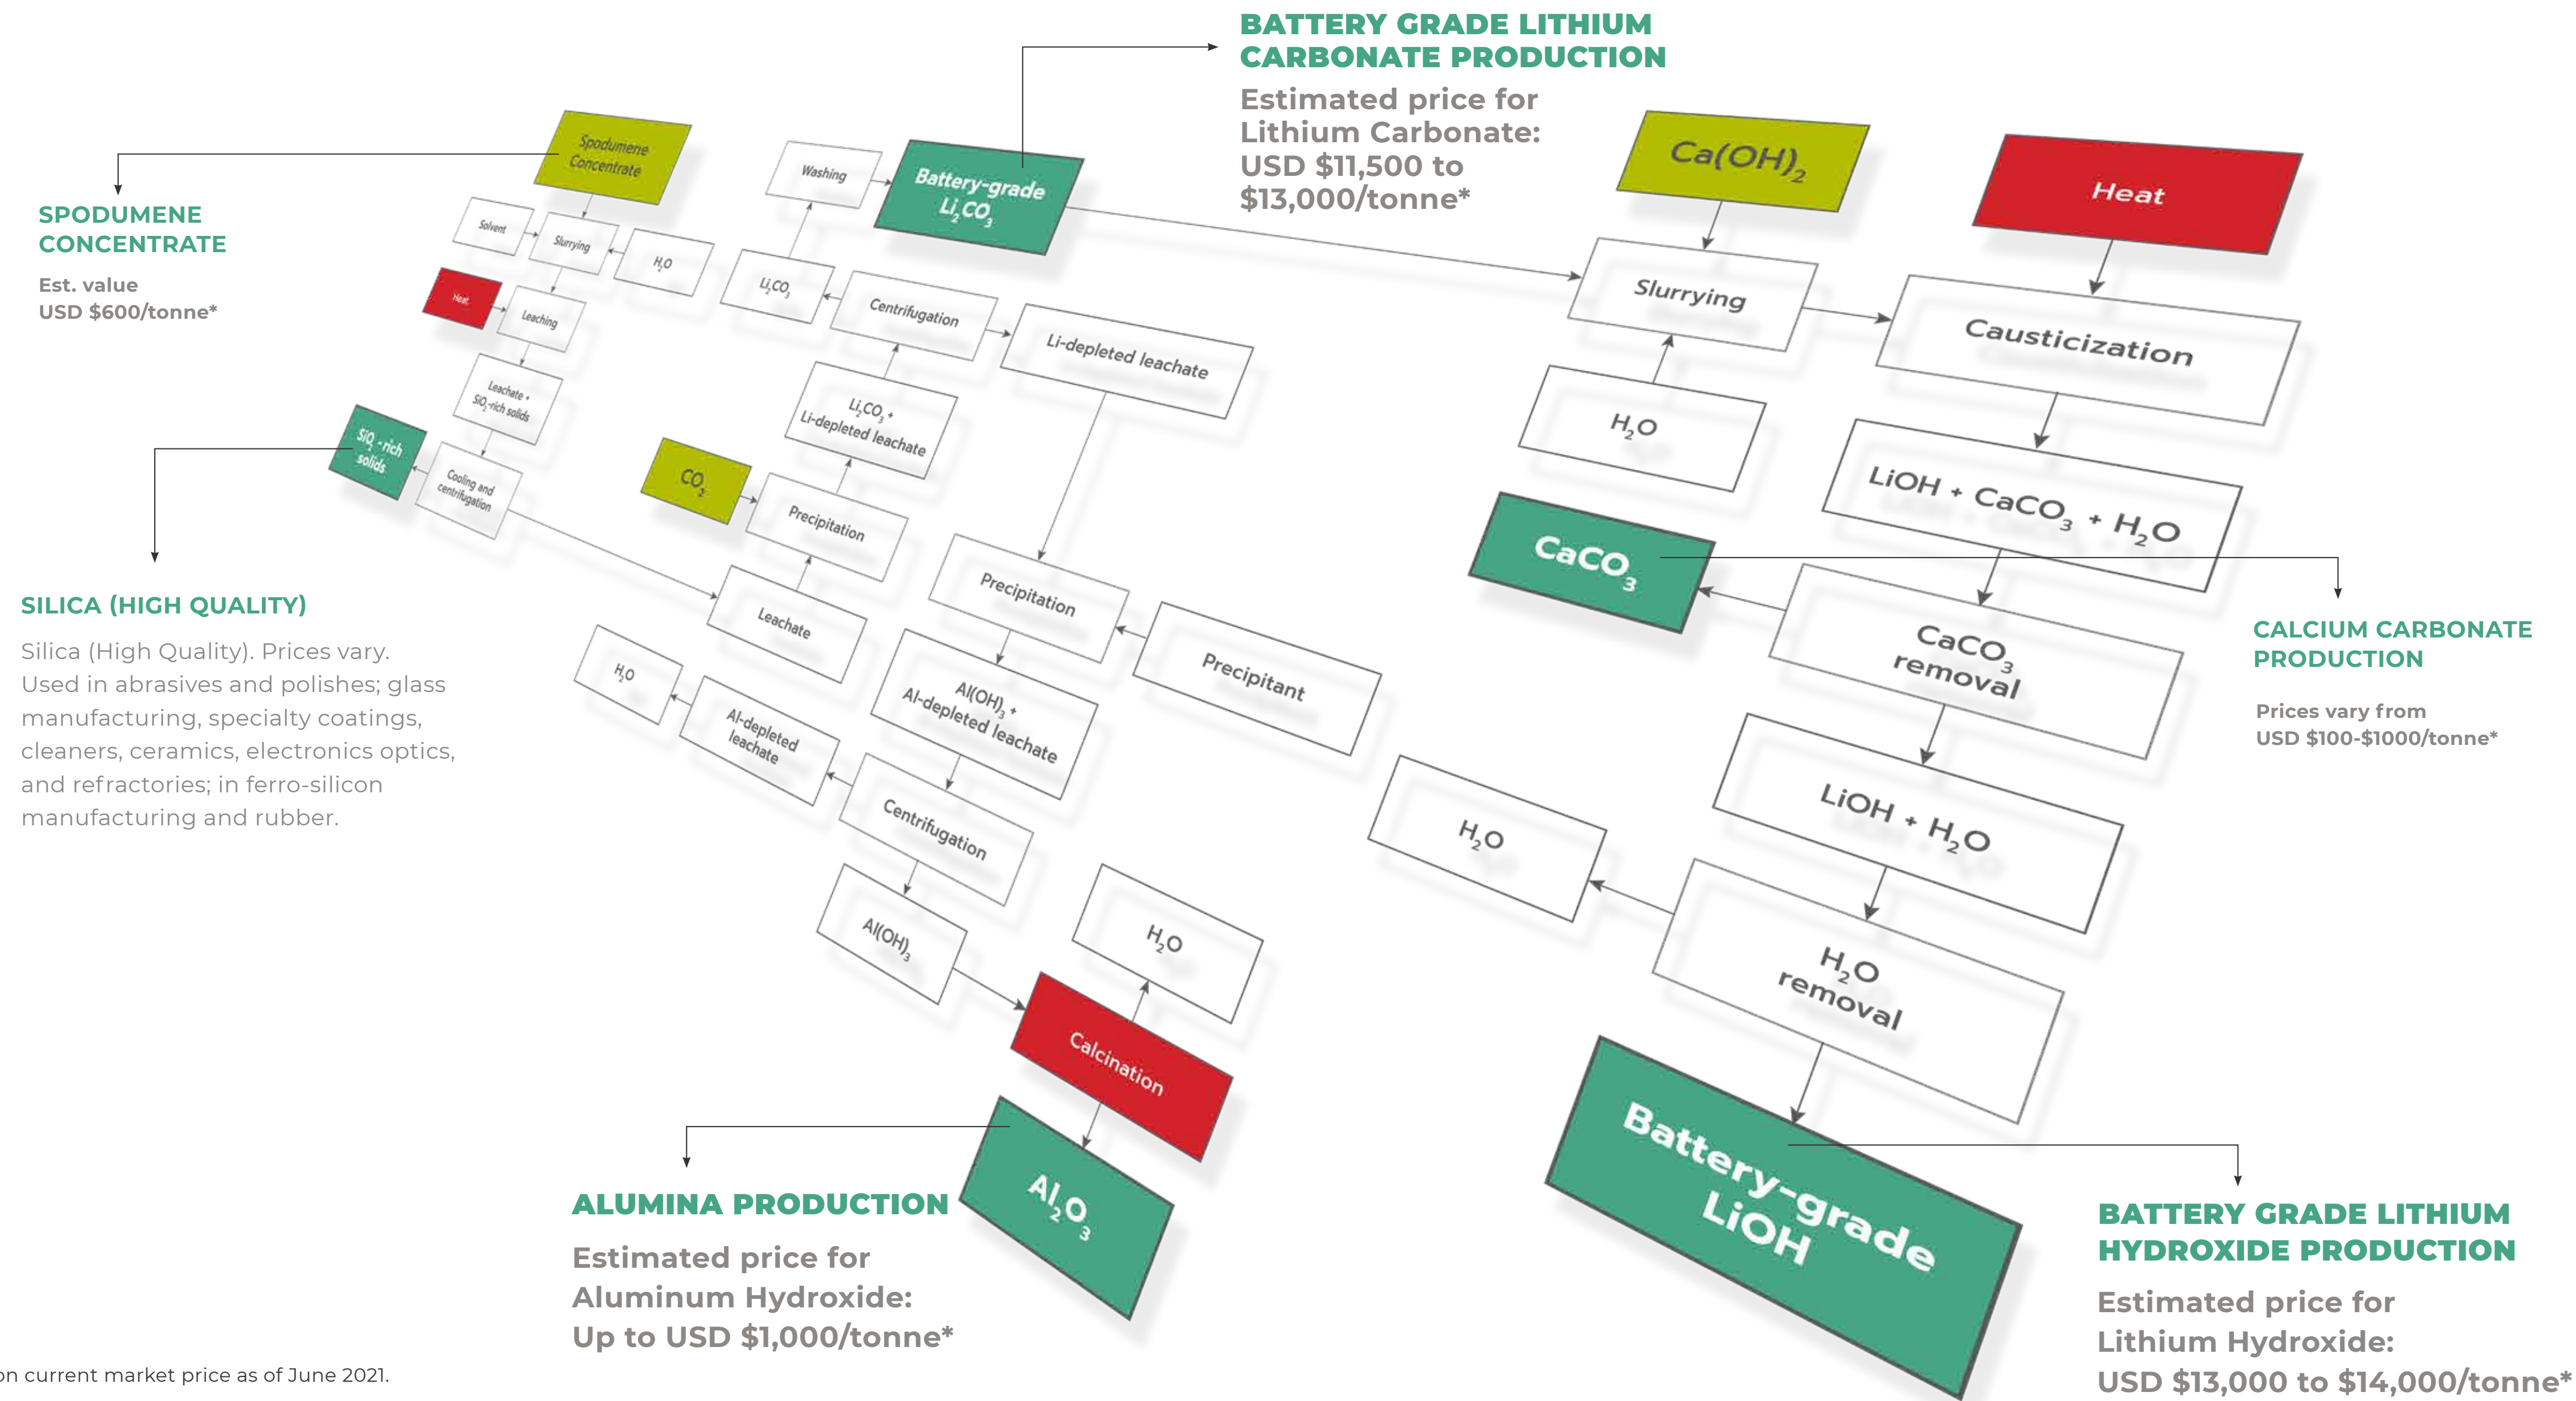 BATTERY GRADE LITHIUM
CARBONATE PRODUCTION
Estimated price for
Lithium Carbonate:
USD $11,500 to
$13,000/tonne*
SPODUMENE
CONCENTRATE
Est. value
USD $600/tonne*
Spodumene
Concentrate
Solvent
Slurrying
H₂O
Heat
Leaching
Leachate +
SiO₂-rich solids
SiO₂-rich
solids
Cooling and
centrifugation
SILICA (HIGH QUALITY)
Silica (High Quality). Prices vary.
Used in abrasives and polishes; glass
manufacturing, specialty coatings,
cleaners, ceramics, electronics optics,
and refractories; in ferro-silicon
manufacturing and rubber.
Washing
Battery-grade
Li₂CO₃
Li₂CO₃
Centrifugation
Li-depleted leachate
Li₂CO₃ +
Li-depleted leachate
CO₂
Precipitation
Leachate
Precipitation
Precipitant
Al(OH)₃ +
Al-depleted leachate
H₂O
Al-depleted
leachate
Centrifugation
Al(OH)₃
H₂O
Calcination
Al₂O₃
ALUMINA PRODUCTION
Estimated price for
Aluminum Hydroxide:
Up to USD $1,000/tonne*
Ca(OH)₂
Heat
Slurrying
Causticization
H₂O
LiOH + CaCO₃ + H₂O
CaCO₃
CaCO₃
removal
CALCIUM CARBONATE
PRODUCTION
Prices vary from
USD $100-$1000/tonne*
LiOH + H₂O
H₂O
H₂O
removal
Battery-grade
LiOH
BATTERY GRADE LITHIUM
HYDROXIDE PRODUCTION
Estimated price for
Lithium Hydroxide:
USD $13,000 to $14,000/tonne*
on current market price as of June 2021.